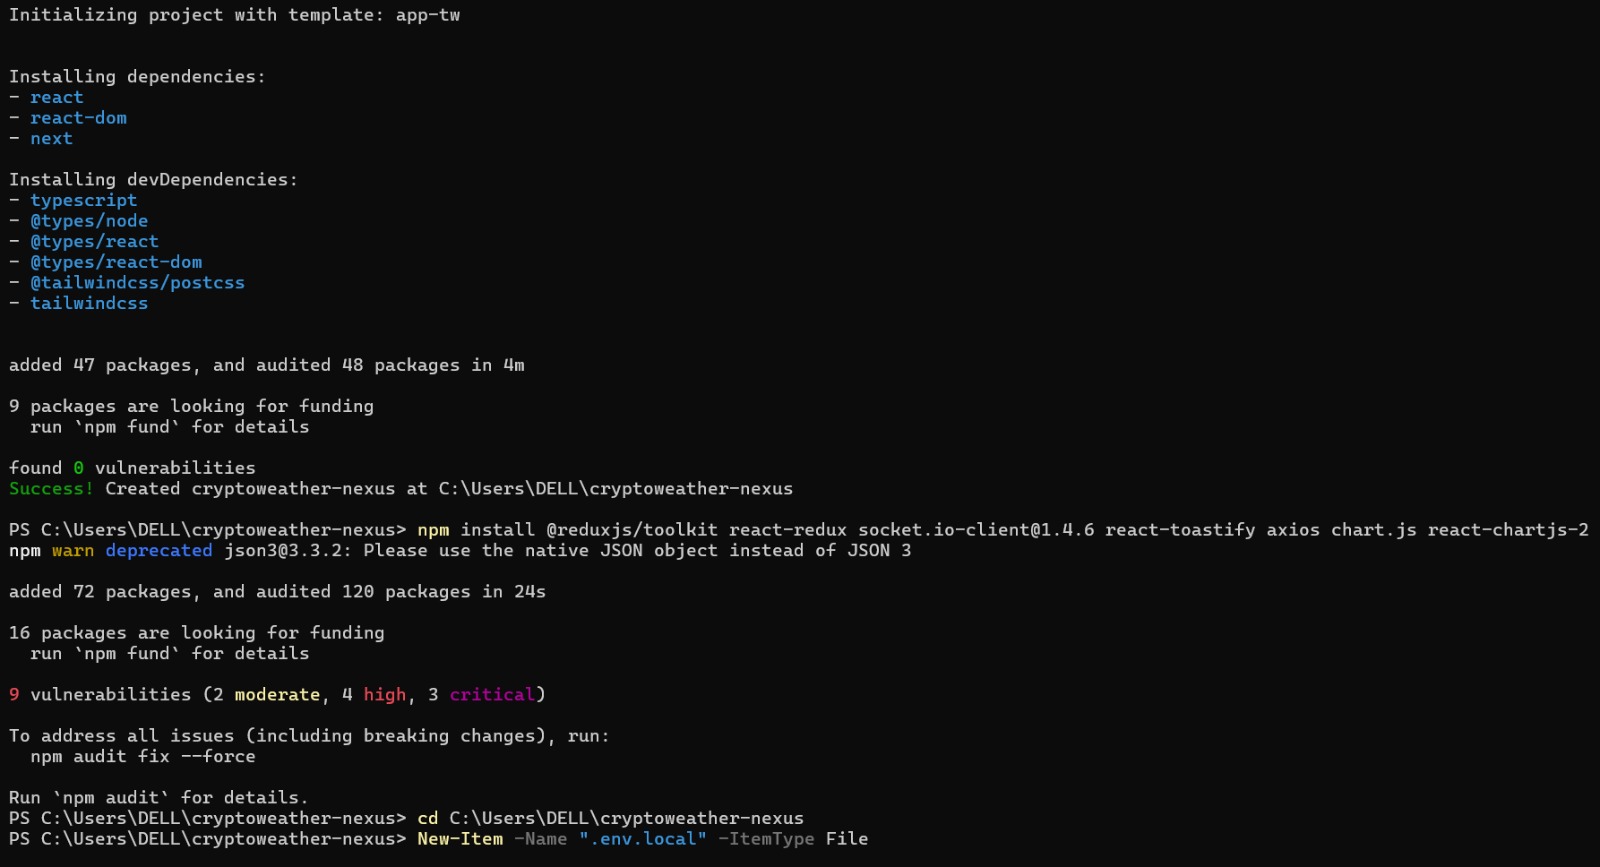 Initializing project with template: app-tw
Installing dependencies:
- react
- react-dom
- next
Installing devDependencies:
- typescript
- @types/node
- @types/react
- @types/react-dom
- @tailwindcss/postcss
- tailwindcss
added 47 packages, and audited 48 packages in 4m
9 packages are looking for funding
  run `npm fund` for details
found 0 vulnerabilities
Success! Created cryptoweather-nexus at C:\Users\DELL\cryptoweather-nexus
PS C:\Users\DELL\cryptoweather-nexus> npm install @reduxjs/toolkit react-redux socket.io-client@1.4.6 react-toastify axios chart.js react-chartjs-2
npm warn deprecated json3@3.3.2: Please use the native JSON object instead of JSON 3
added 72 packages, and audited 120 packages in 24s
16 packages are looking for funding
  run `npm fund` for details
9 vulnerabilities (2 moderate, 4 high, 3 critical)
To address all issues (including breaking changes), run:
  npm audit fix --force
Run `npm audit` for details.
PS C:\Users\DELL\cryptoweather-nexus> cd C:\Users\DELL\cryptoweather-nexus
PS C:\Users\DELL\cryptoweather-nexus> New-Item -Name ".env.local" -ItemType File